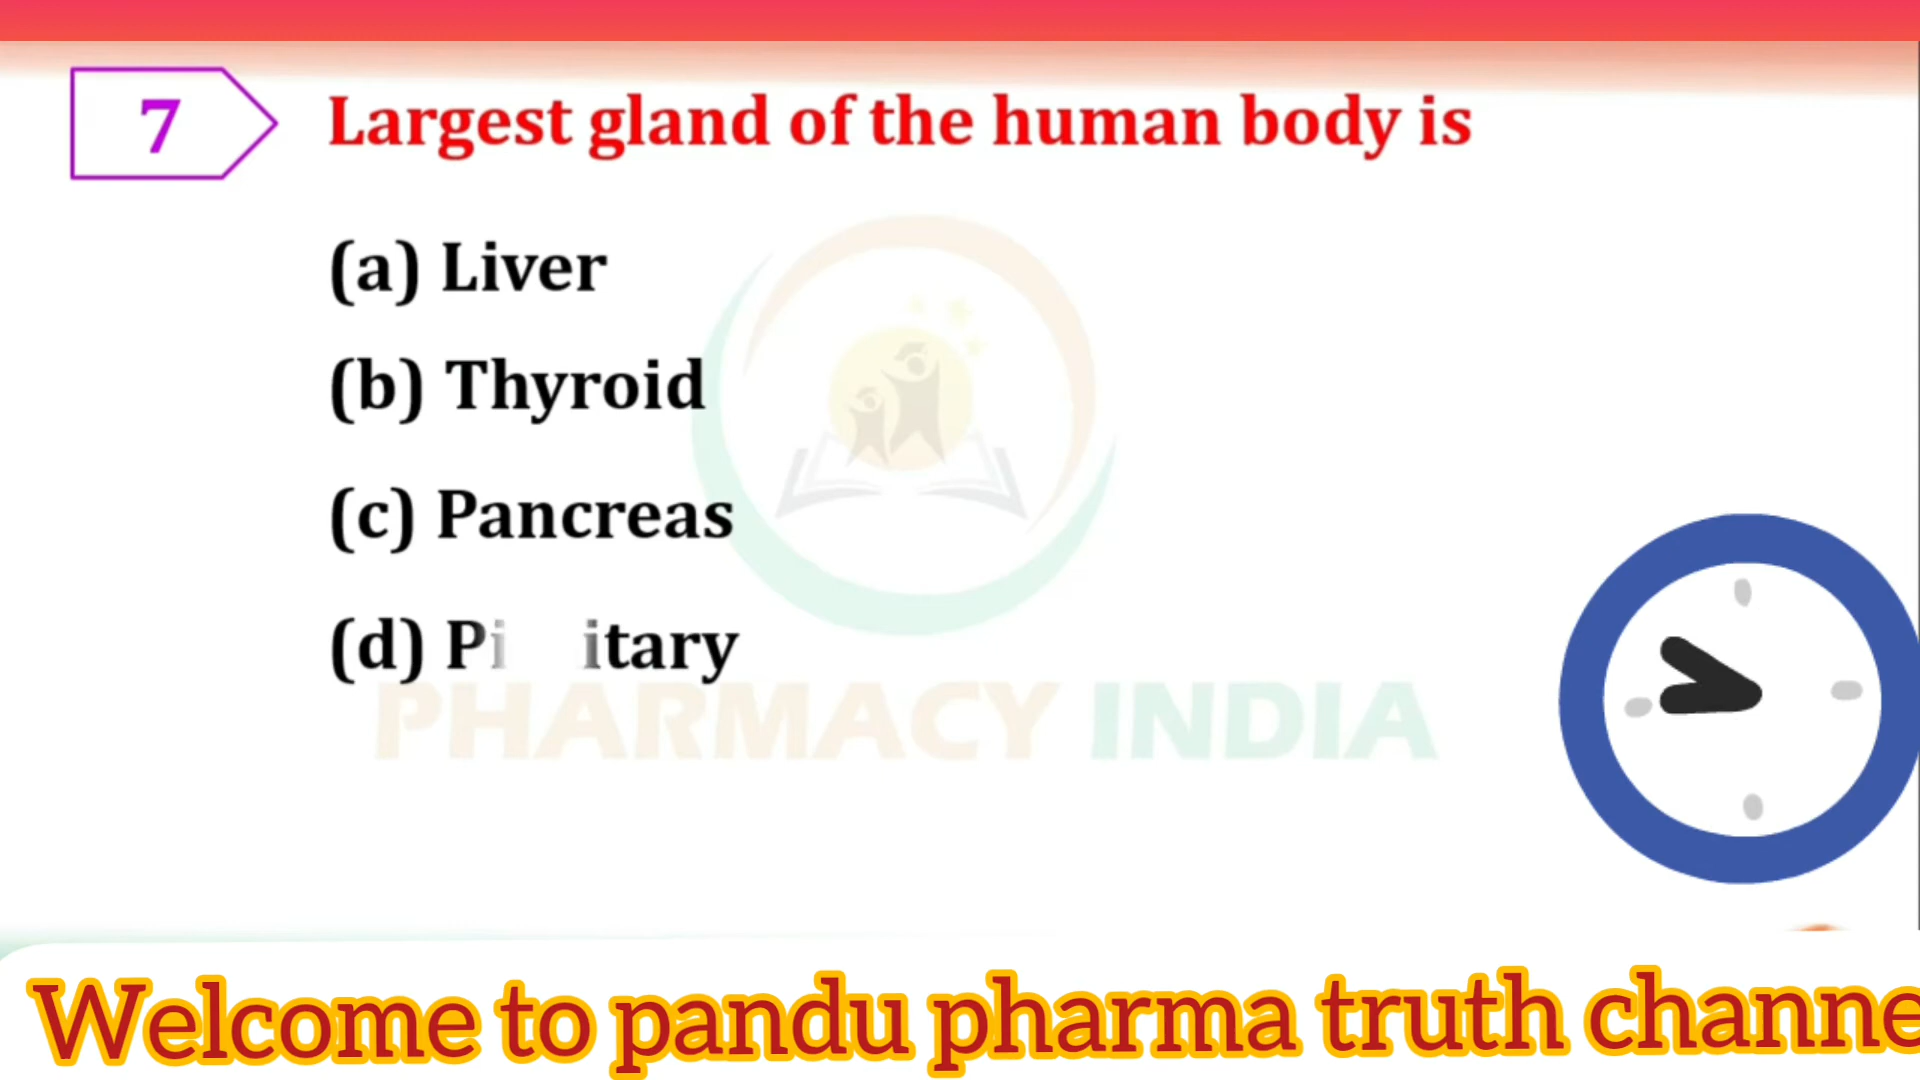 7
Largest gland of the human body is
(a) Liver
(b) Thyroid
(c) Pancreas
(d) Pi itary
PHARMACY INDIA
Welcome to pandu pharma truth channe